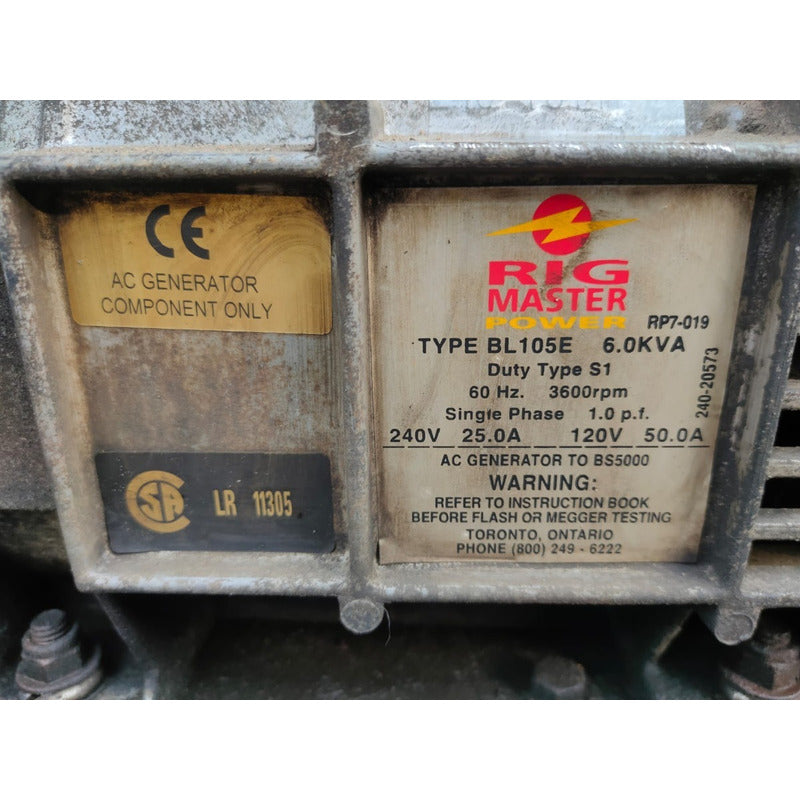 CE
AC GENERATOR
COMPONENT ONLY
CSA LR 11305
RIG
MASTER
POWER
RP7-019
TYPE BL105E 6.0KVA
Duty Type S1
60 Hz. 3600rpm
Single Phase 1.0 p.f.
240V 25.0A 120V 50.0A
240-20573
AC GENERATOR TO BS5000
WARNING:
REFER TO INSTRUCTION BOOK
BEFORE FLASH OR MEGGER TESTING
TORONTO, ONTARIO
PHONE (800) 249 - 6222